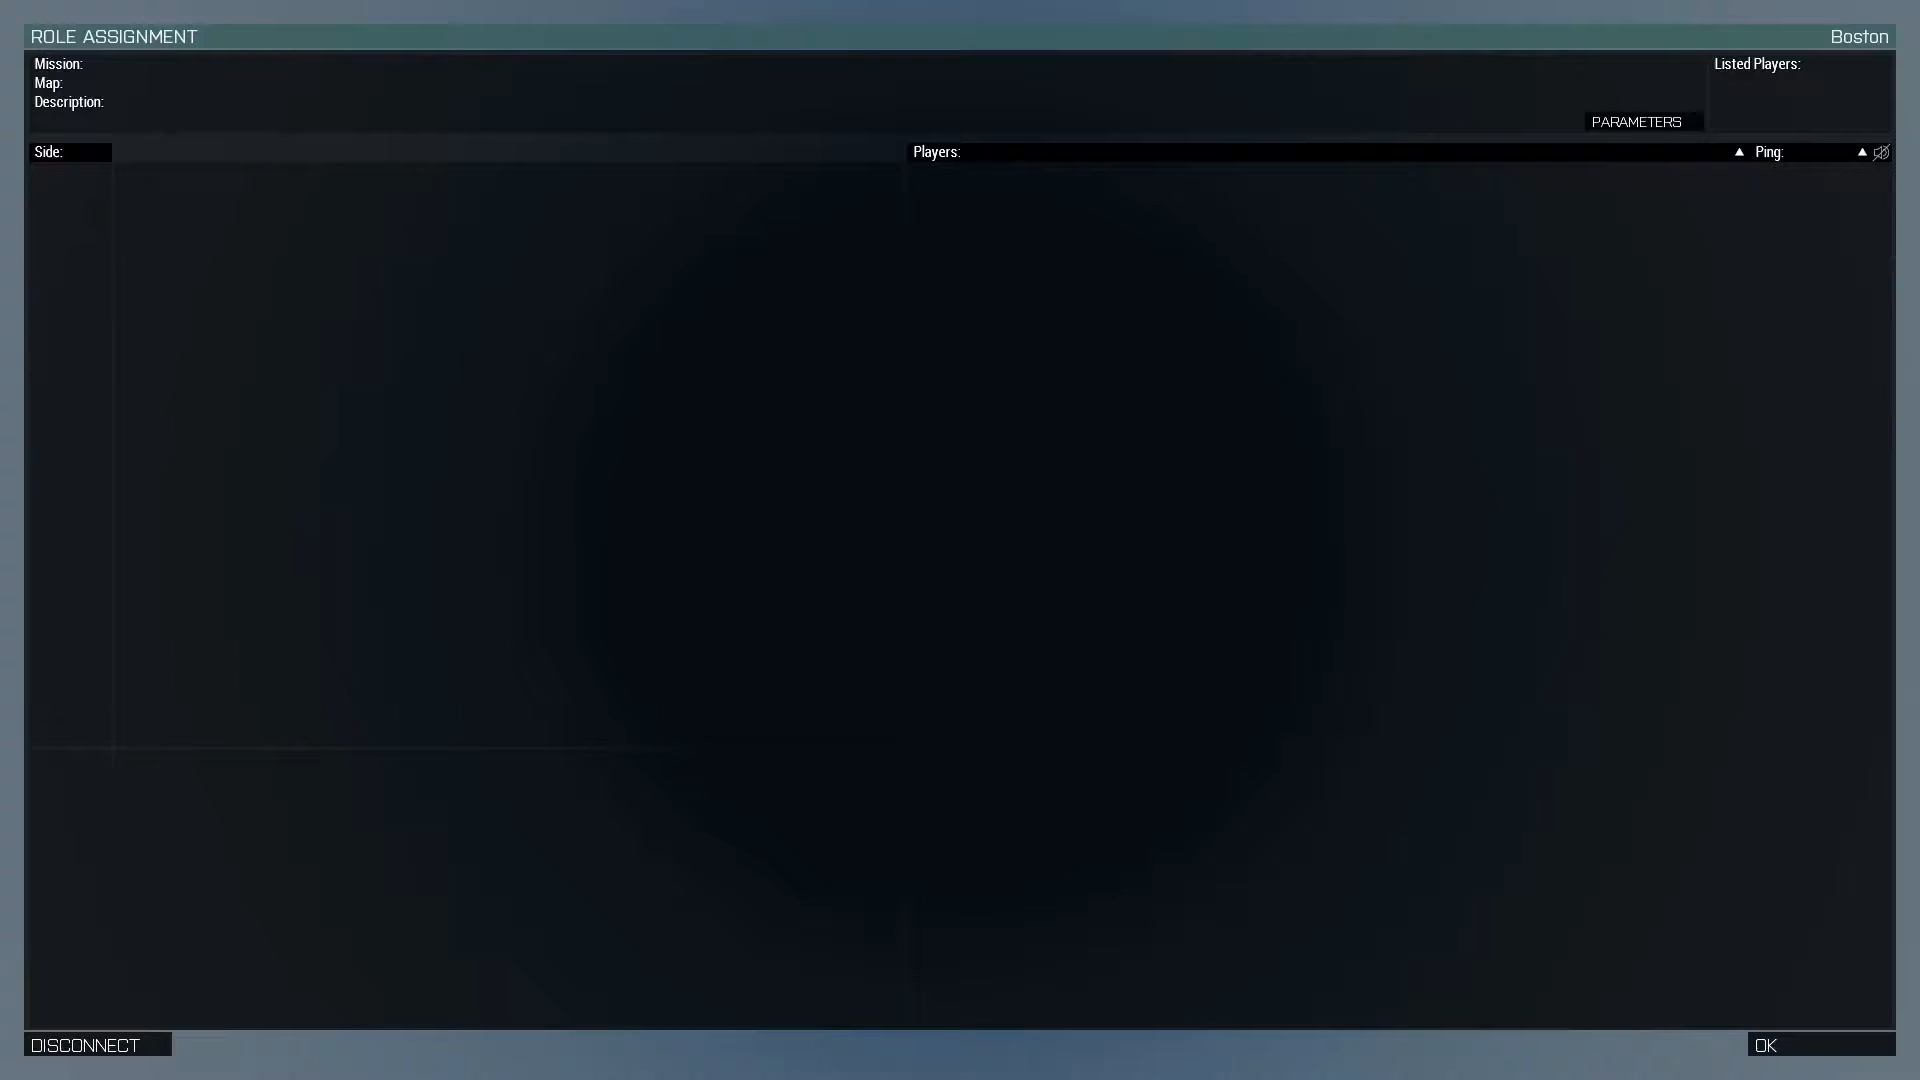 ROLE ASSIGNMENT
Boston
Mission:
Map:
Description:
Listed Players:
PARAMETERS
Side:
Players:
Ping:
DISCONNECT
OK